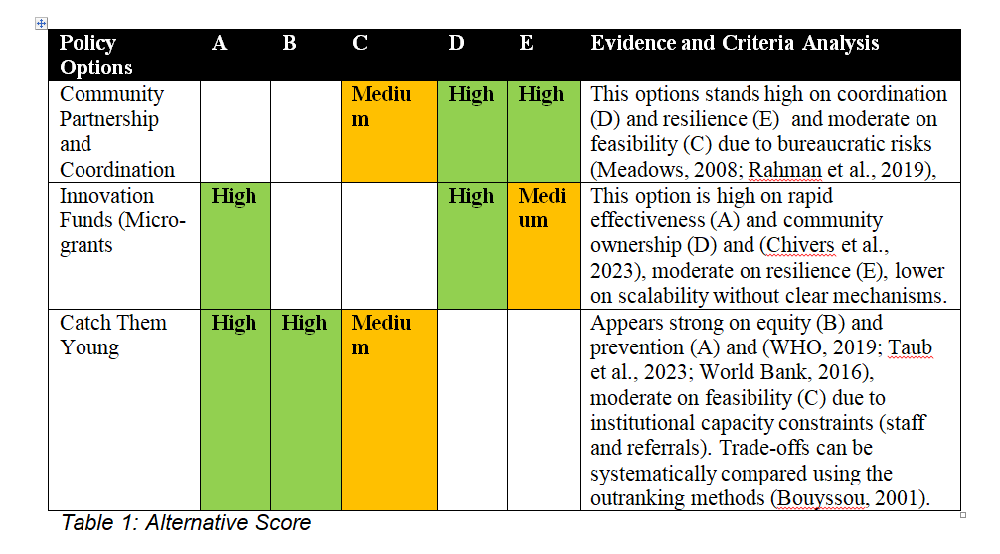 Policy Options A B C D E Evidence and Criteria Analysis
Community Partnership and Coordination
Mediu
m
High
High
This options stands high on coordination
(D) and resilience (E) and moderate on
feasibility (C) due to bureaucratic risks
(Meadows, 2008; Rahman et al., 2019),
Innovation
Funds (Micro-
grants
High
High
Medi
um
This option is high on rapid
effectiveness (A) and community
ownership (D) and (Chivers et al.,
2023), moderate on resilience (E), lower
on scalability without clear mechanisms.
Catch Them
Young
High
High
Mediu
m
Appears strong on equity (B) and
prevention (A) and (WHO, 2019; Taub
et al., 2023; World Bank, 2016),
moderate on feasibility (C) due to
institutional capacity constraints (staff
and referrals). Trade-offs can be
systematically compared using the
outranking methods (Bouyssou, 2001).
Table 1: Alternative Score